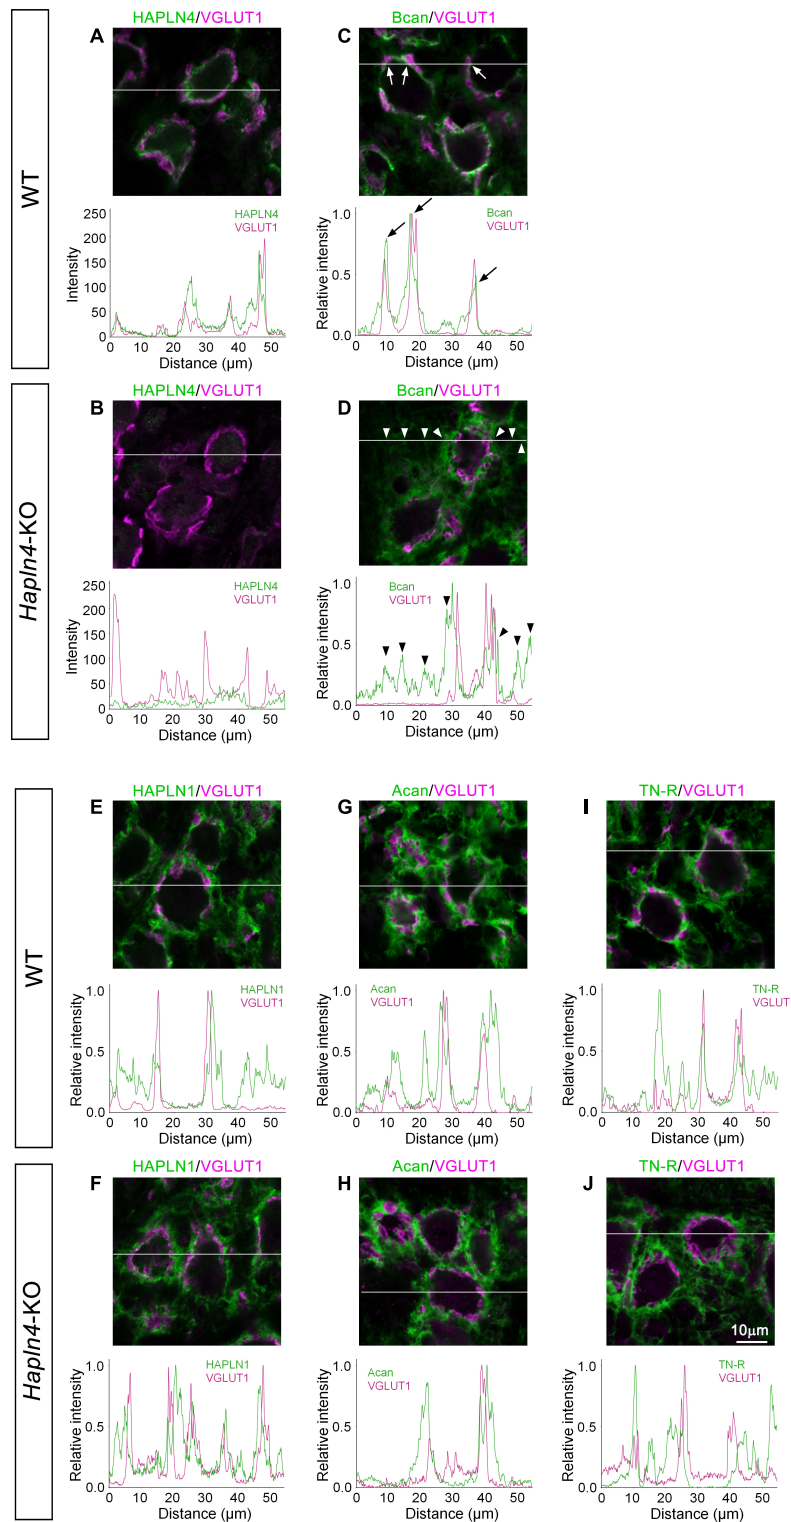 WT
HAPLN4/VGLUT1
A
HAPLN4
VGLUT1
Intensity
250
200
150
100
50
0
0 10 20 30 40 50
Distance (µm)
Bcan/VGLUT1
C
Bcan
VGLUT1
Relative intensity
1.0
0.5
0.0
0 10 20 30 40 50
Distance (µm)
Hapln4-KO
HAPLN4/VGLUT1
B
HAPLN4
VGLUT1
Intensity
250
200
150
100
50
0
0 10 20 30 40 50
Distance (µm)
Bcan/VGLUT1
D
Bcan
VGLUT1
Relative intensity
1.0
0.5
0.0
0 10 20 30 40 50
Distance (µm)
WT
HAPLN1/VGLUT1
E
HAPLN1
VGLUT1
Relative intensity
1.0
0.5
0.0
0 10 20 30 40 50
Distance (µm)
Acan/VGLUT1
G
Acan
VGLUT1
Relative intensity
1.0
0.5
0.0
0 10 20 30 40 50
Distance (µm)
TN-R/VGLUT1
I
TN-R
VGLUT
Relative intensity
1.0
0.5
0.0
0 10 20 30 40 50
Distance (µm)
Hapln4-KO
HAPLN1/VGLUT1
F
HAPLN1
VGLUT1
Relative intensity
1.0
0.5
0.0
0 10 20 30 40 50
Distance (µm)
Acan/VGLUT1
H
Acan
VGLUT1
Relative intensity
1.0
0.5
0.0
0 10 20 30 40 50
Distance (µm)
TN-R/VGLUT1
J
10µm
TN-R
VGLUT1
Relative intensity
1.0
0.5
0.0
0 10 20 30 40 50
Distance (µm)